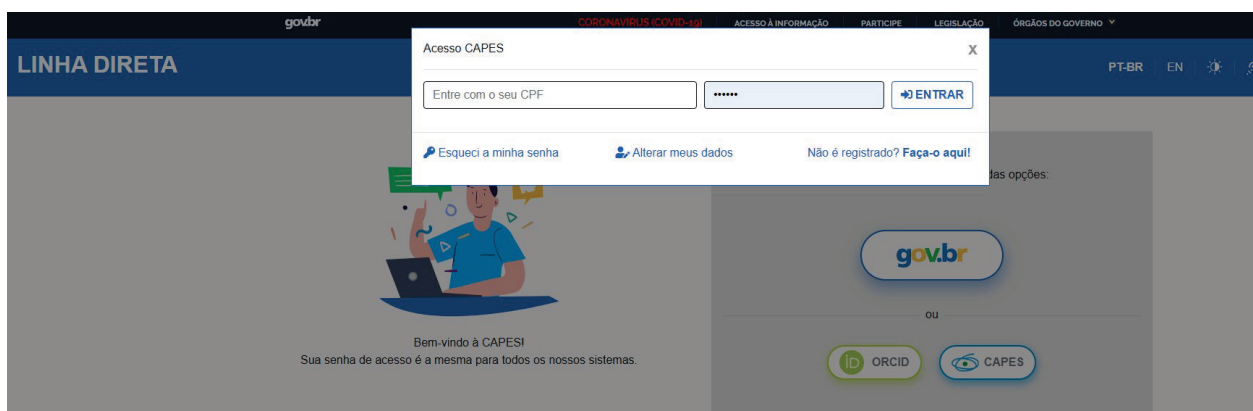 gov.br
CORONAVÍRUS (COVID-19)
ACESSO À INFORMAÇÃO
PARTICIPE
LEGISLAÇÃO
ÓRGÃOS DO GOVERNO
LINHA DIRETA
PT-BR
EN
Acesso CAPES
X
Entre com o seu CPF
••••••
ENTRAR
Esqueci a minha senha
Alterar meus dados
Não é registrado? Faça-o aqui!
das opções:
gov.br
ou
iD ORCID
CAPES
Bem-vindo à CAPES!
Sua senha de acesso é a mesma para todos os nossos sistemas.